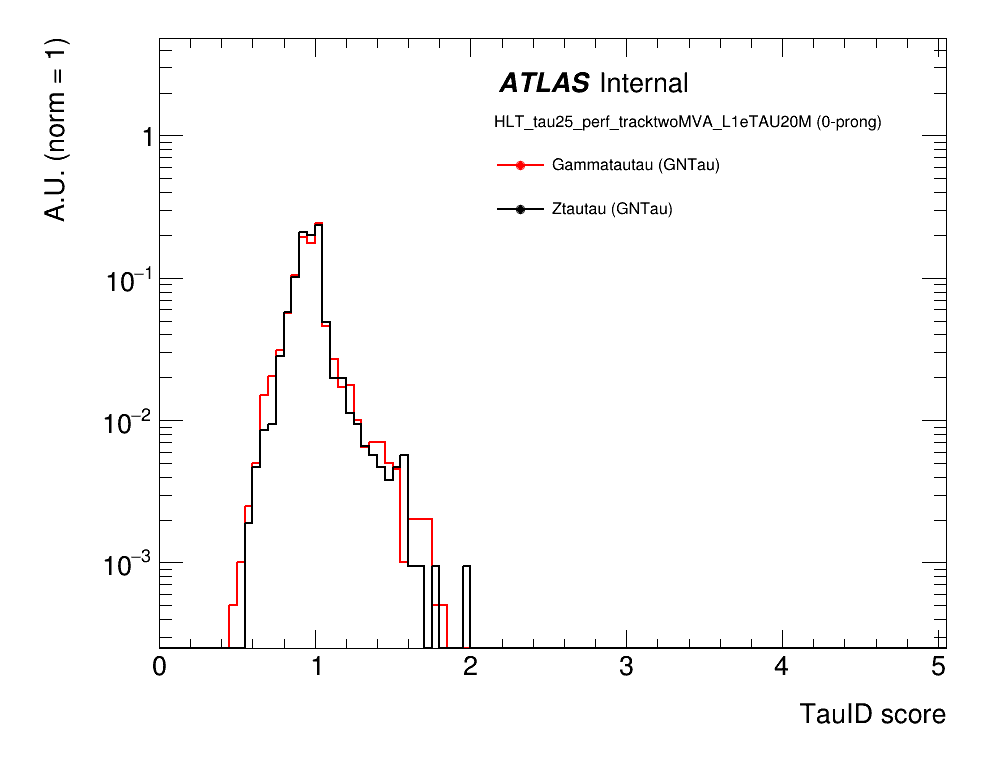 A.U. (norm = 1)
ATLAS Internal
HLT_tau25_perf_tracktwoMVA_L1eTAU20M (0-prong)
Gammatautau (GNTau)
Ztautau (GNTau)
1
10⁻¹
10⁻²
10⁻³
0 1 2 3 4 5
TauID score